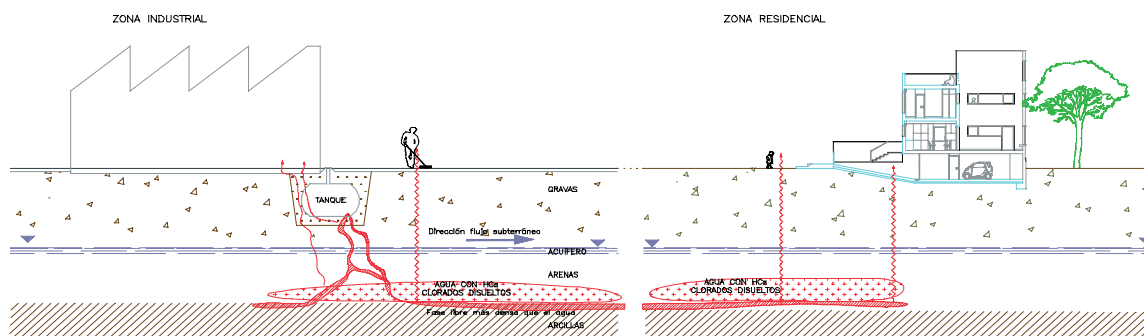 ZONA INDUSTRIAL
ZONA RESIDENCIAL
TANQUE
GRAVAS
Dirección flujo subterráneo
ACUIFERO
ARENAS
AGUA CON HCs
CLORADOS DISUELTOS
AGUA CON HCs
CLORADOS DISUELTOS
Fase libre más densa que el agua
ARCILLAS